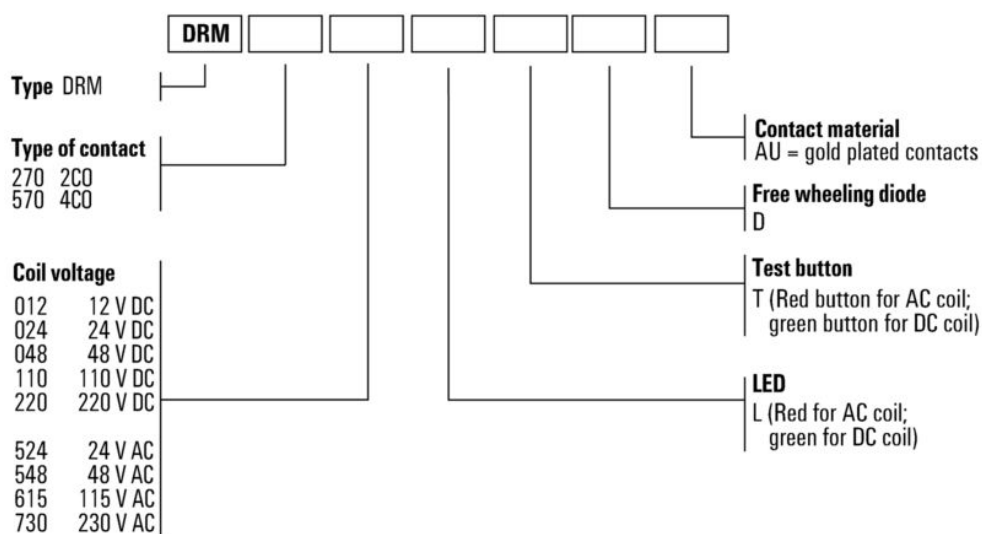 DRM
Type DRM
Type of contact
270 2CO
570 4CO
Coil voltage
012 12 V DC
024 24 V DC
048 48 V DC
110 110 V DC
220 220 V DC
524 24 V AC
548 48 V AC
615 115 V AC
730 230 V AC
Contact material
AU = gold plated contacts
Free wheeling diode
D
Test button
T (Red button for AC coil;
green button for DC coil)
LED
L (Red for AC coil;
green for DC coil)